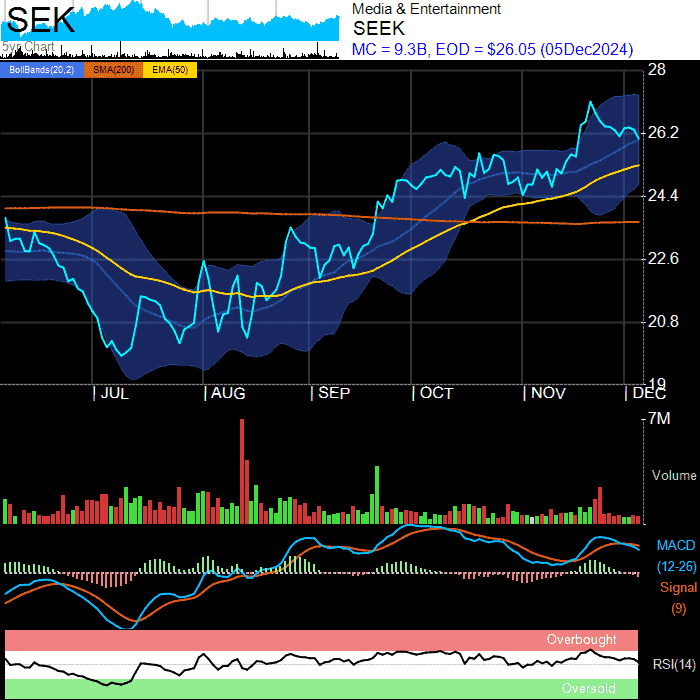 SEK
5yr Chart
Media & Entertainment
SEEK
MC = 9.3B, EOD = $26.05 (05Dec2024)
BollBands(20,2) SMA(200) EMA(50)
28
26.2
24.4
22.6
20.8
19
JUL AUG SEP OCT NOV DEC
7M
Volume
MACD
(12-26)
Signal
(9)
Overbought
RSI(14)
Oversold